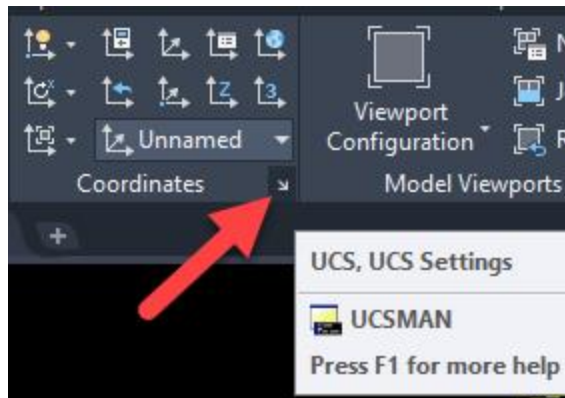 Unnamed
Viewport
Configuration
Coordinates
Model Viewports
UCS, UCS Settings
UCSMAN
Press F1 for more help